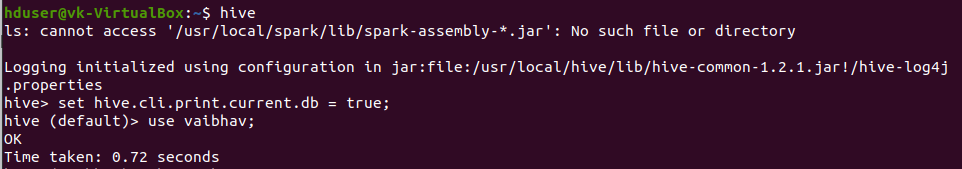 hduser@vk-VirtualBox:~$ hive
ls: cannot access '/usr/local/spark/lib/spark-assembly-*.jar': No such file or directory
Logging initialized using configuration in jar:file:/usr/local/hive/lib/hive-common-1.2.1.jar!/hive-log4j
.properties
hive> set hive.cli.print.current.db = true;
hive (default)> use vaibhav;
OK
Time taken: 0.72 seconds